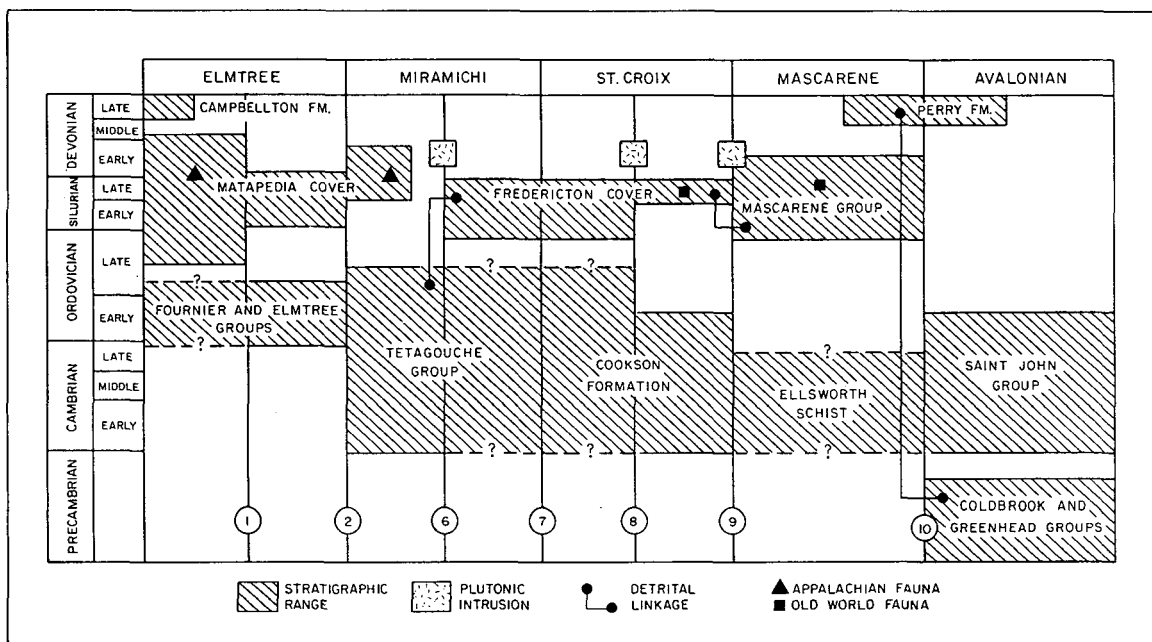 ELMTREE
MIRAMICHI
ST. CROIX
MASCARENE
AVALONIAN
DEVONIAN
LATE
MIDDLE
EARLY
SILURIAN
LATE
EARLY
ORDOVICIAN
LATE
EARLY
CAMBRIAN
LATE
MIDDLE
EARLY
PRECAMBRIAN
CAMPBELLTON FM.
PERRY FM.
MATAPEDIA COVER
FREDERICTON COVER
MASCARENE
GROUP
?
?
?
FOURNIER AND ELMTREE
GROUPS
?
TETAGOUCHE
GROUP
COOKSON
FORMATION
?
ELLSWORTH
SCHIST
SAINT JOHN
GROUP
?
?
?
COLDBROOK AND
GREENHEAD GROUPS
1
2
6
7
8
9
10
STRATIGRAPHIC
RANGE
PLUTONIC
INTRUSION
DETRITAL
LINKAGE
APPALACHIAN FAUNA
OLD WORLD FAUNA